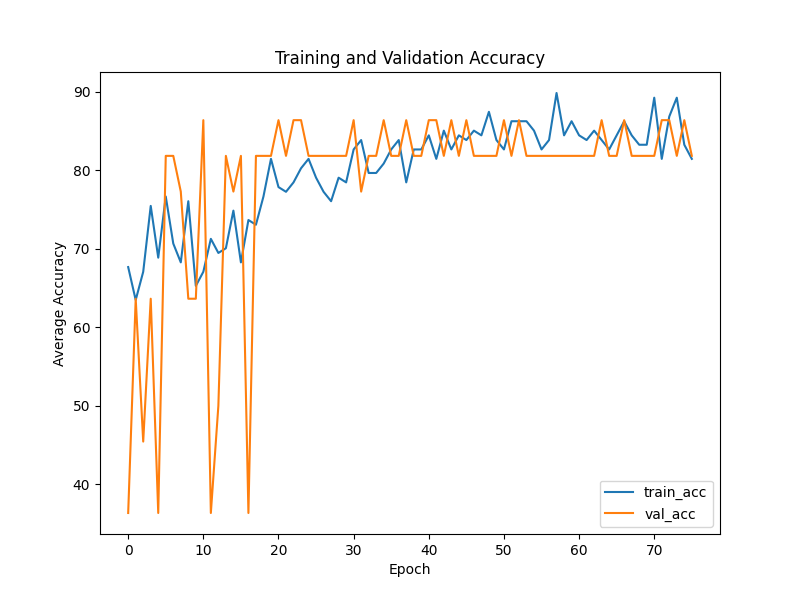 Training and Validation Accuracy
Average Accuracy
90
80
70
60
50
40
0 10 20 30 40 50 60 70
Epoch
train_acc
val_acc